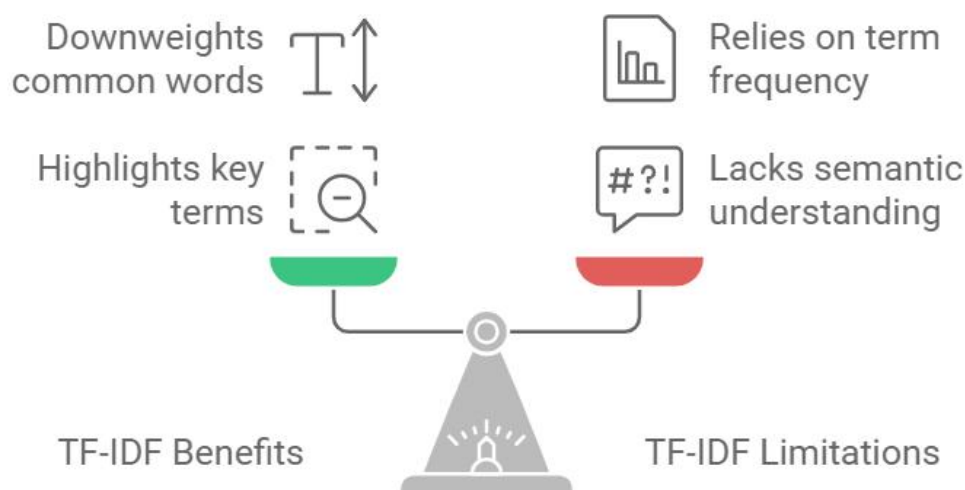 Downweights
common words
Relies on term
frequency
Highlights key
terms
#?!
Lacks semantic
understanding
TF-IDF Benefits
TF-IDF Limitations